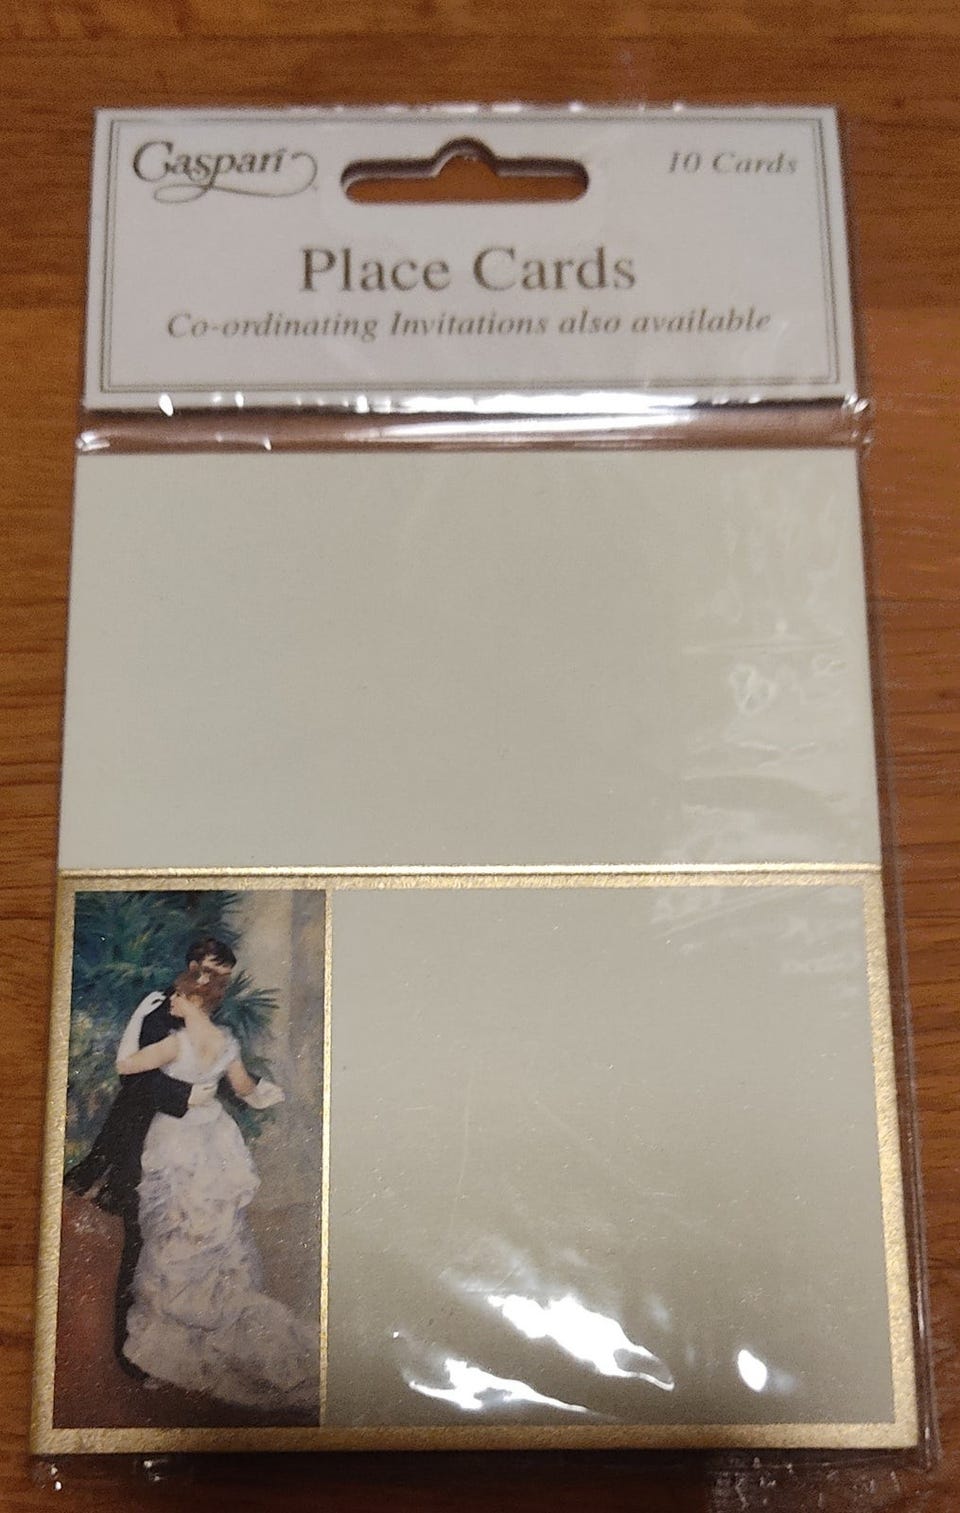 Caspari
10 Cards
Place Cards
Co-ordinating Invitations also available